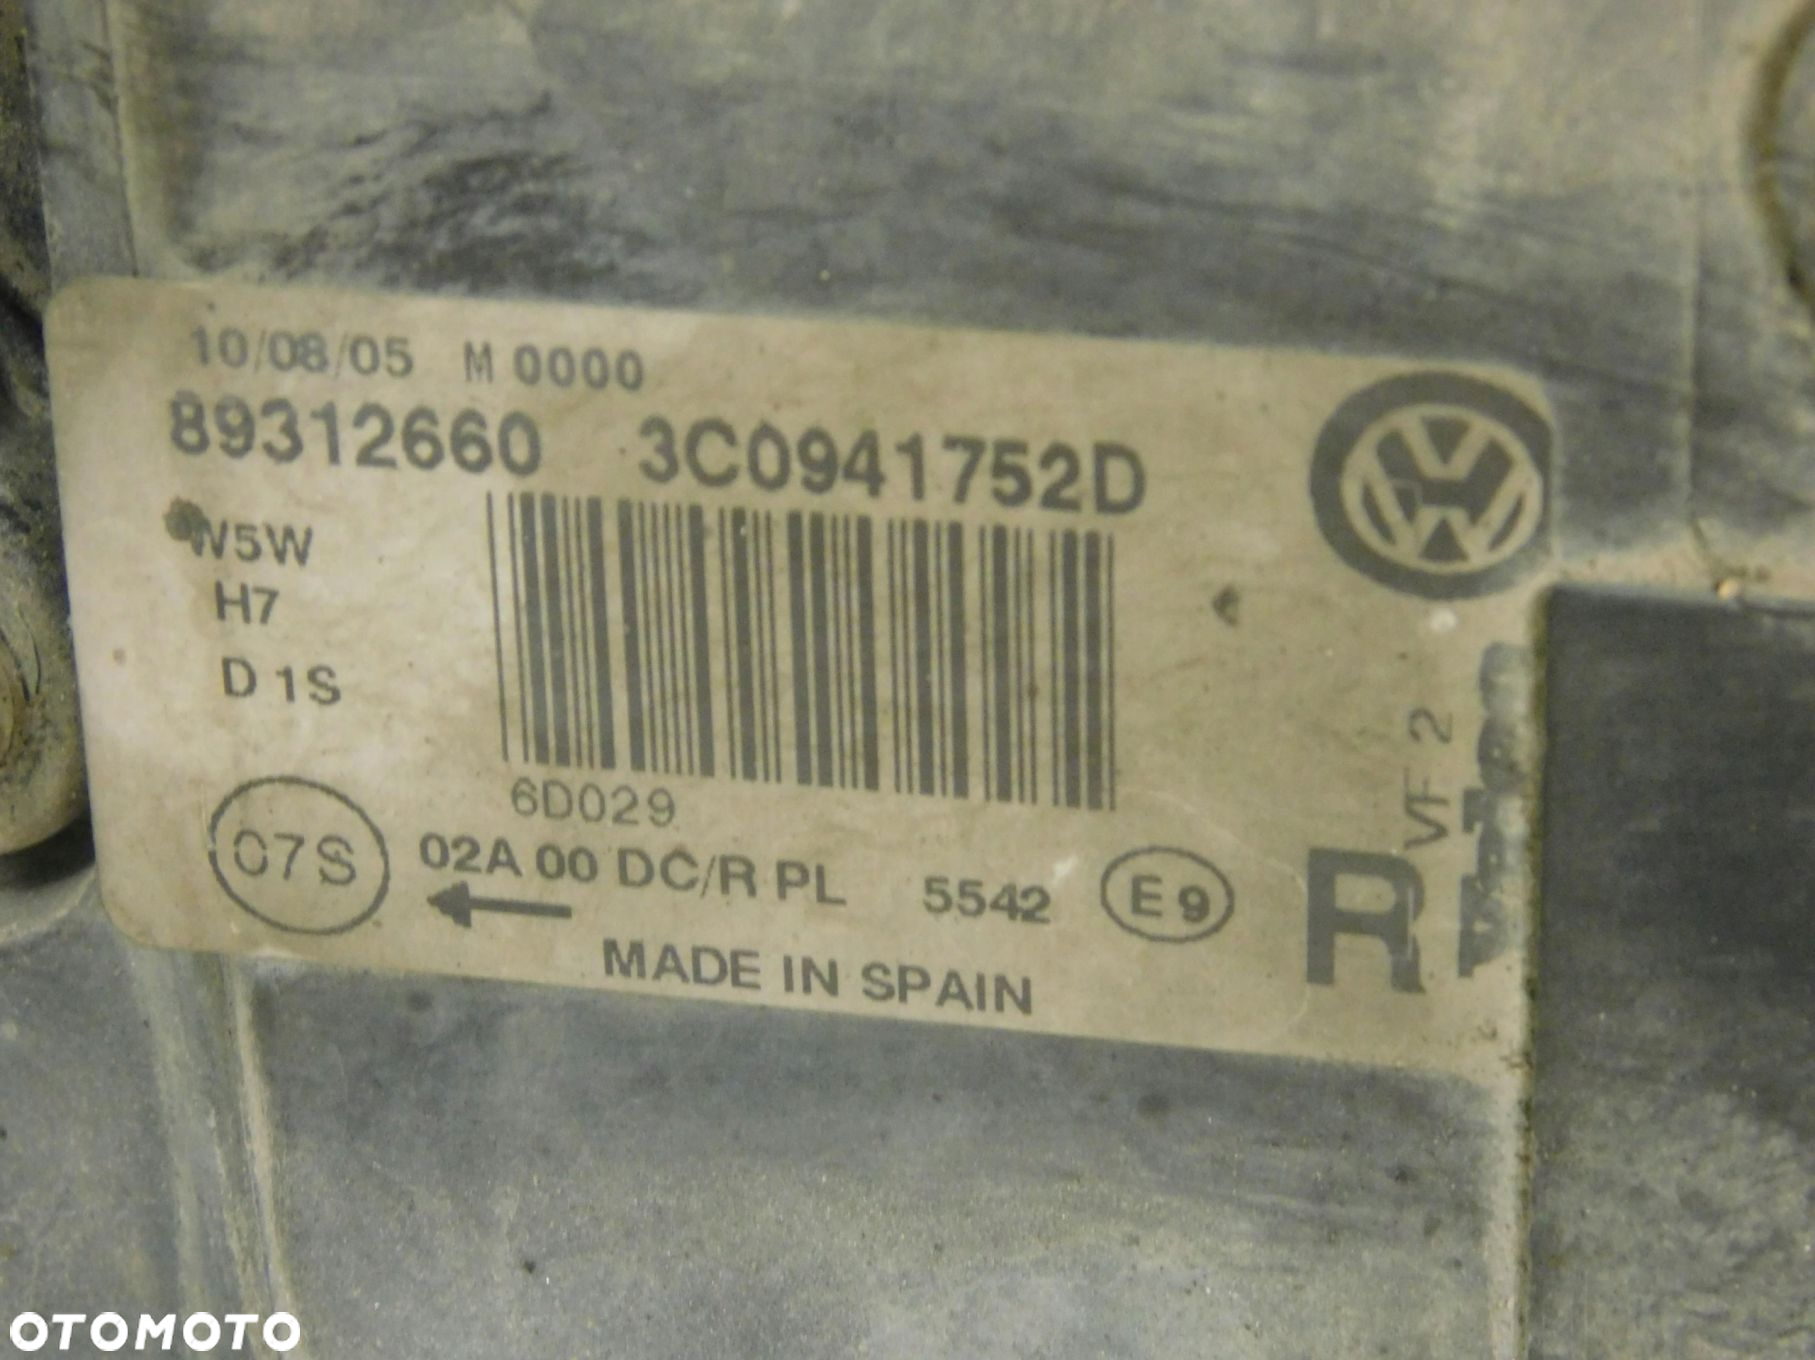 10/08/05 M 0000
89312660 3C0941752D
W5W
H7
D1S
6D029
07S
02A 00 DC/R PL 5542 E9
MADE IN SPAIN
VF 2
R
OTOMOTO